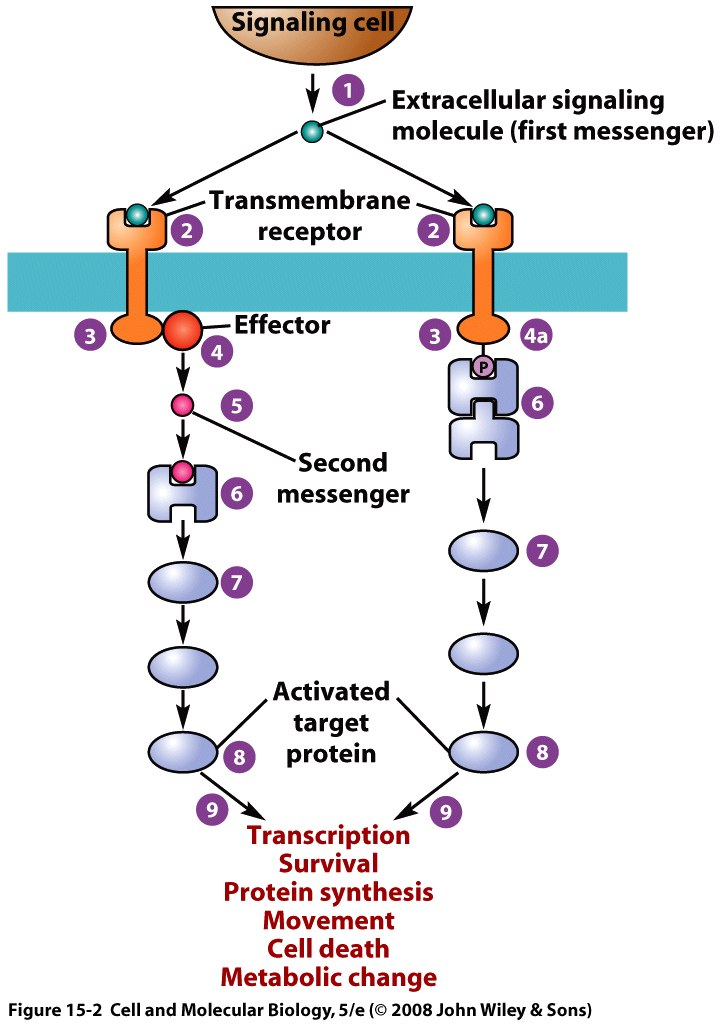 Signaling cell
1
Extracellular signaling
molecule (first messenger)
Transmembrane
receptor
2
2
3
Effector
4
3
4a
P
5
6
Second
messenger
6
7
7
Activated
target
protein
8
8
9
9
Transcription
Survival
Protein synthesis
Movement
Cell death
Metabolic change
Figure 15-2 Cell and Molecular Biology, 5/e (© 2008 John Wiley & Sons)